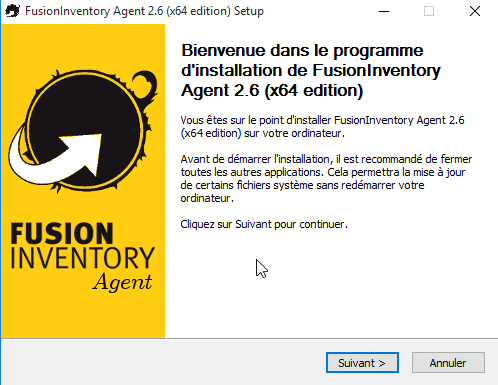 FusionInventory Agent 2.6 (x64 edition) Setup
Bienvenue dans le programme
d'installation de FusionInventory
Agent 2.6 (x64 edition)
Vous êtes sur le point d'installer FusionInventory Agent 2.6
(x64 edition) sur votre ordinateur.
Avant de démarrer l'installation, il est recommandé de fermer
toutes les autres applications. Cela permettra la mise à jour
de certains fichiers système sans redémarrer votre
ordinateur.
Cliquez sur Suivant pour continuer.
FUSION
INVENTORY
Agent
Suivant >
Annuler